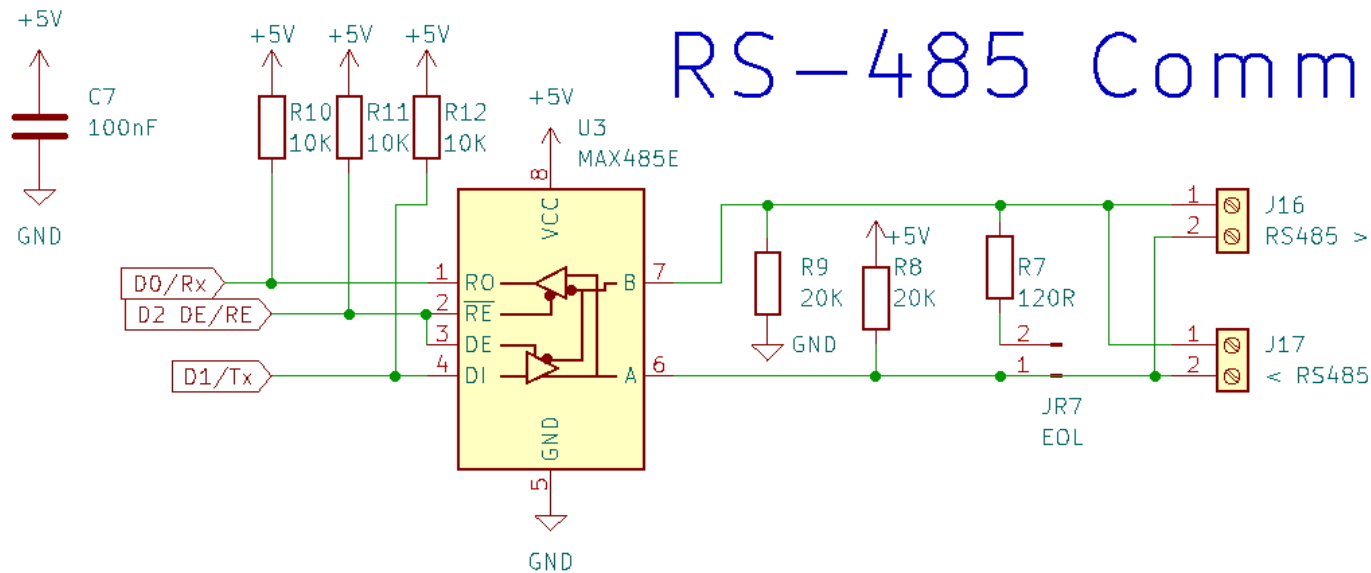 RS-485 Comm
+5V
C7
100nF
GND
+5V
+5V
+5V
R10
10K
R11
10K
R12
10K
+5V
U3
MAX485E
8
VCC
D0/Rx
1
RO
D2 DE/RE
2
RE
3
DE
D1/Tx
4
DI
B
7
A
6
GND
5
GND
R9
20K
GND
+5V
R8
20K
R7
120R
2
1
JR7
EOL
1
2
J16
RS485 >
1
2
J17
< RS485